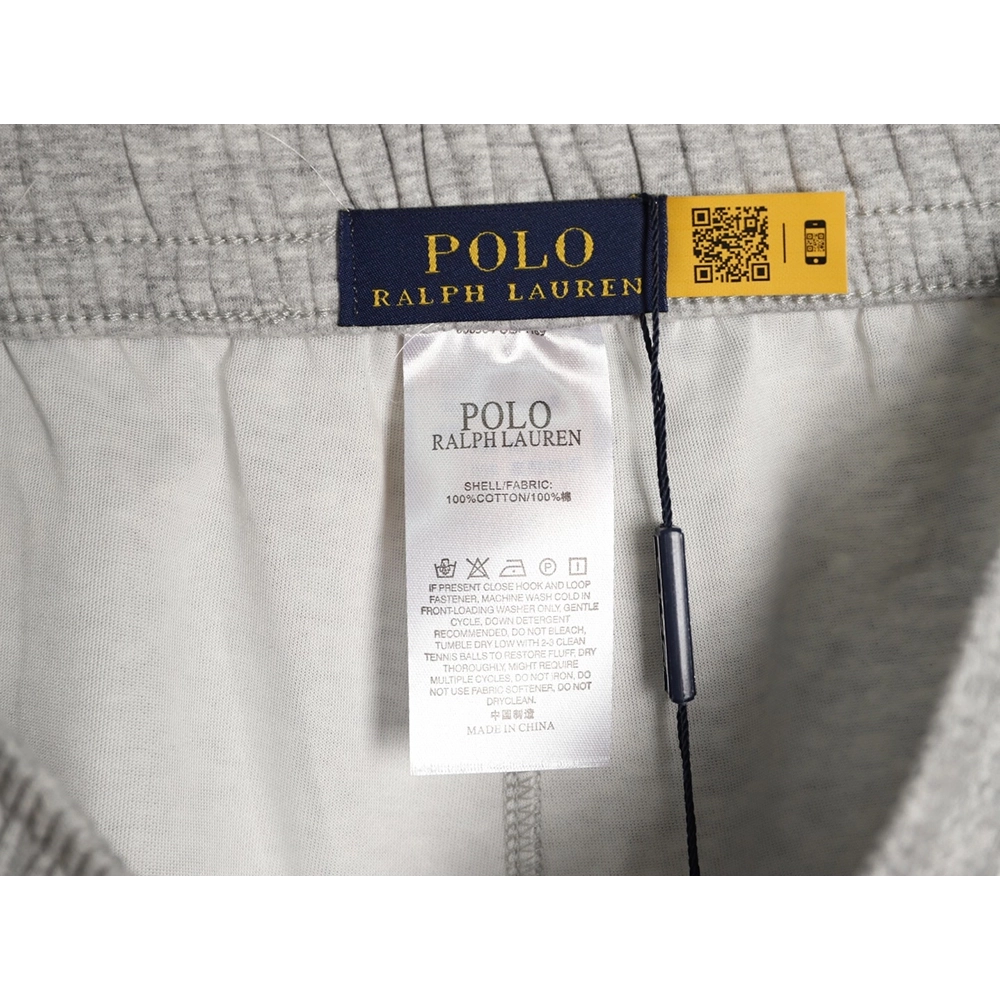 POLO
RALPH LAUREN
POLO
RALPH LAUREN
SHELL/FABRIC:
100%COTTON/100%棉
P
IF PRESENT CLOSE HOOK AND LOOP
FASTENER, MACHINE WASH COLD IN
FRONT-LOADING WASHER ONLY, GENTLE
CYCLE, DOWN DETERGENT
RECOMMENDED, DO NOT BLEACH,
TUMBLE DRY LOW WITH 2-3 CLEAN
TENNIS BALLS TO RESTORE FLUFF, DRY
THOROUGHLY, MIGHT REQUIRE
MULTIPLE CYCLES, DO NOT IRON, DO
NOT USE FABRIC SOFTENER, DO NOT
DRYCLEAN.
中国制造
MADE IN CHINA